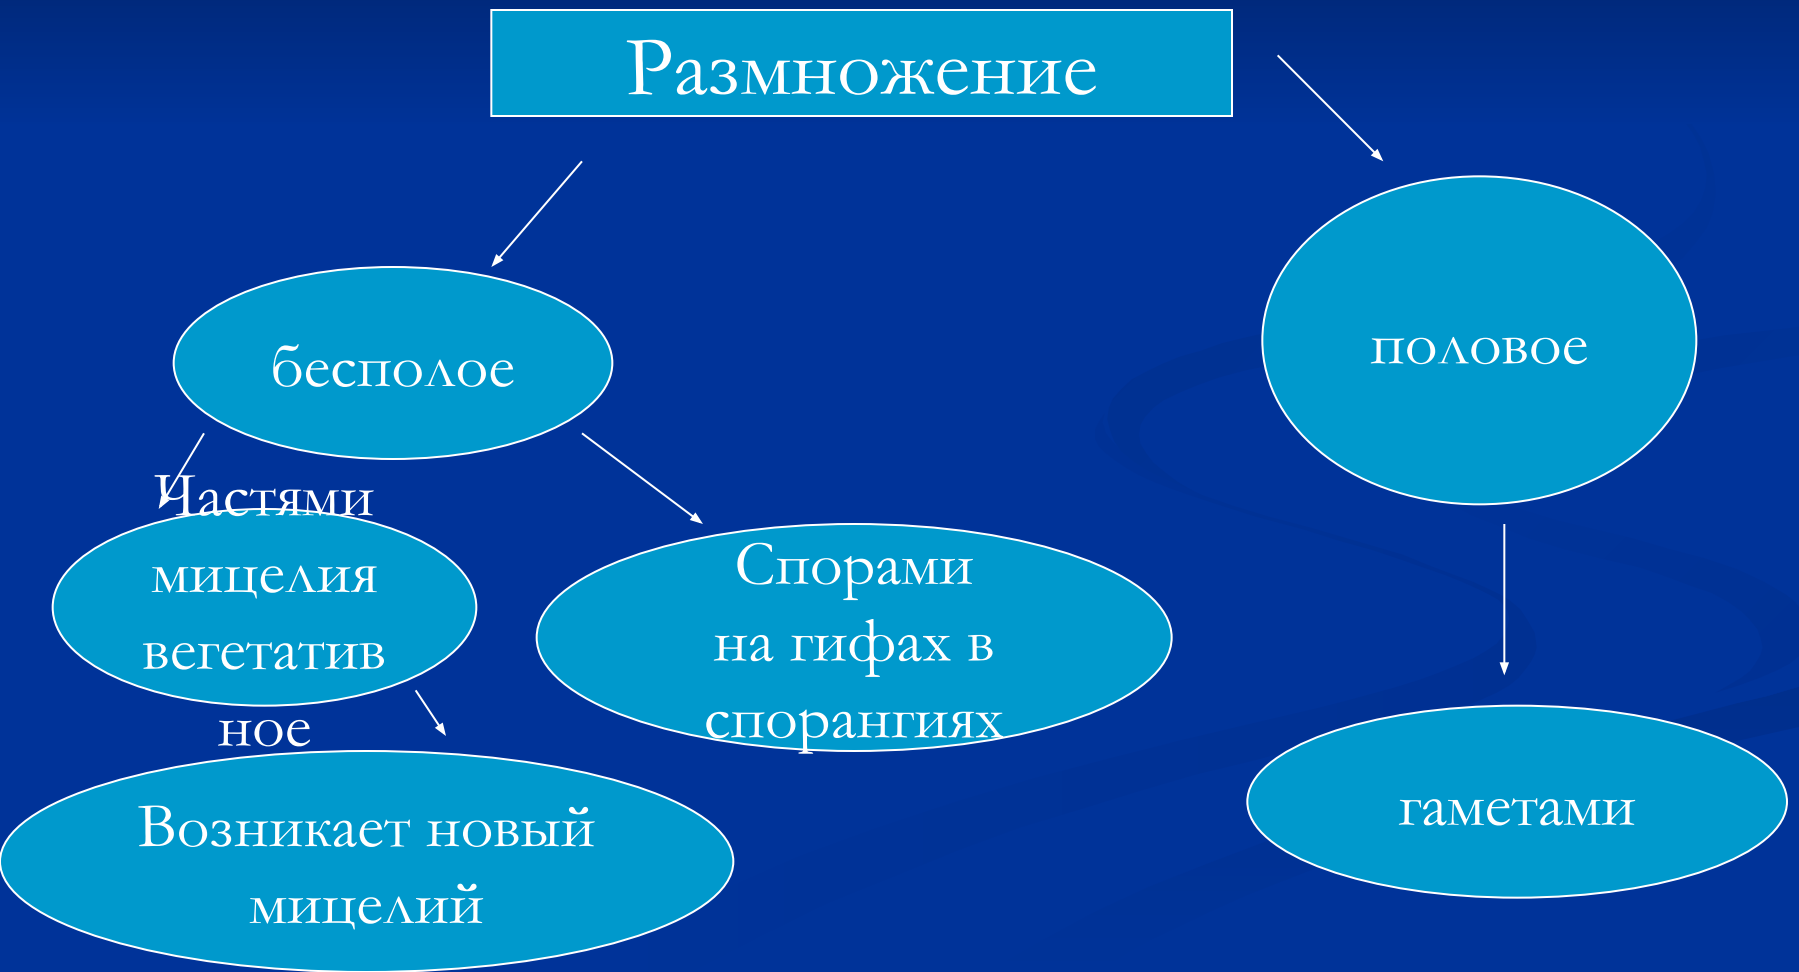 Размножение
бесполое
половое
Частями
мицелия
вегетатив
ное
Спорами
на гифах в
спорангиях
Возникает новый
мицелий
гаметами